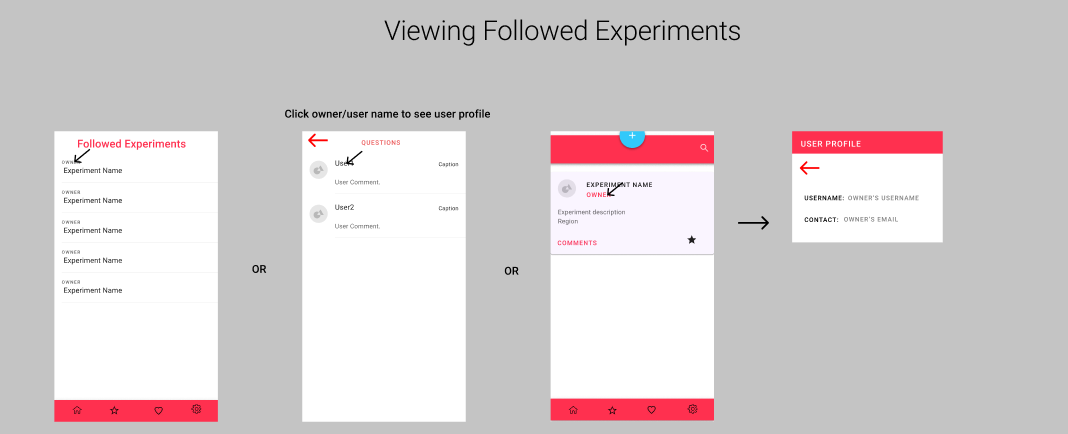 Viewing Followed Experiments
Click owner/user name to see user profile
Followed Experiments
OWNER
Experiment Name
OWNER
Experiment Name
OWNER
Experiment Name
OWNER
Experiment Name
OWNER
Experiment Name
OR
QUESTIONS
User1
Caption
User Comment.
User2
Caption
User Comment.
OR
+
EXPERIMENT NAME
OWNER
Experiment description
Region
COMMENTS
USER PROFILE
USERNAME: OWNER'S USERNAME
CONTACT: OWNER'S EMAIL